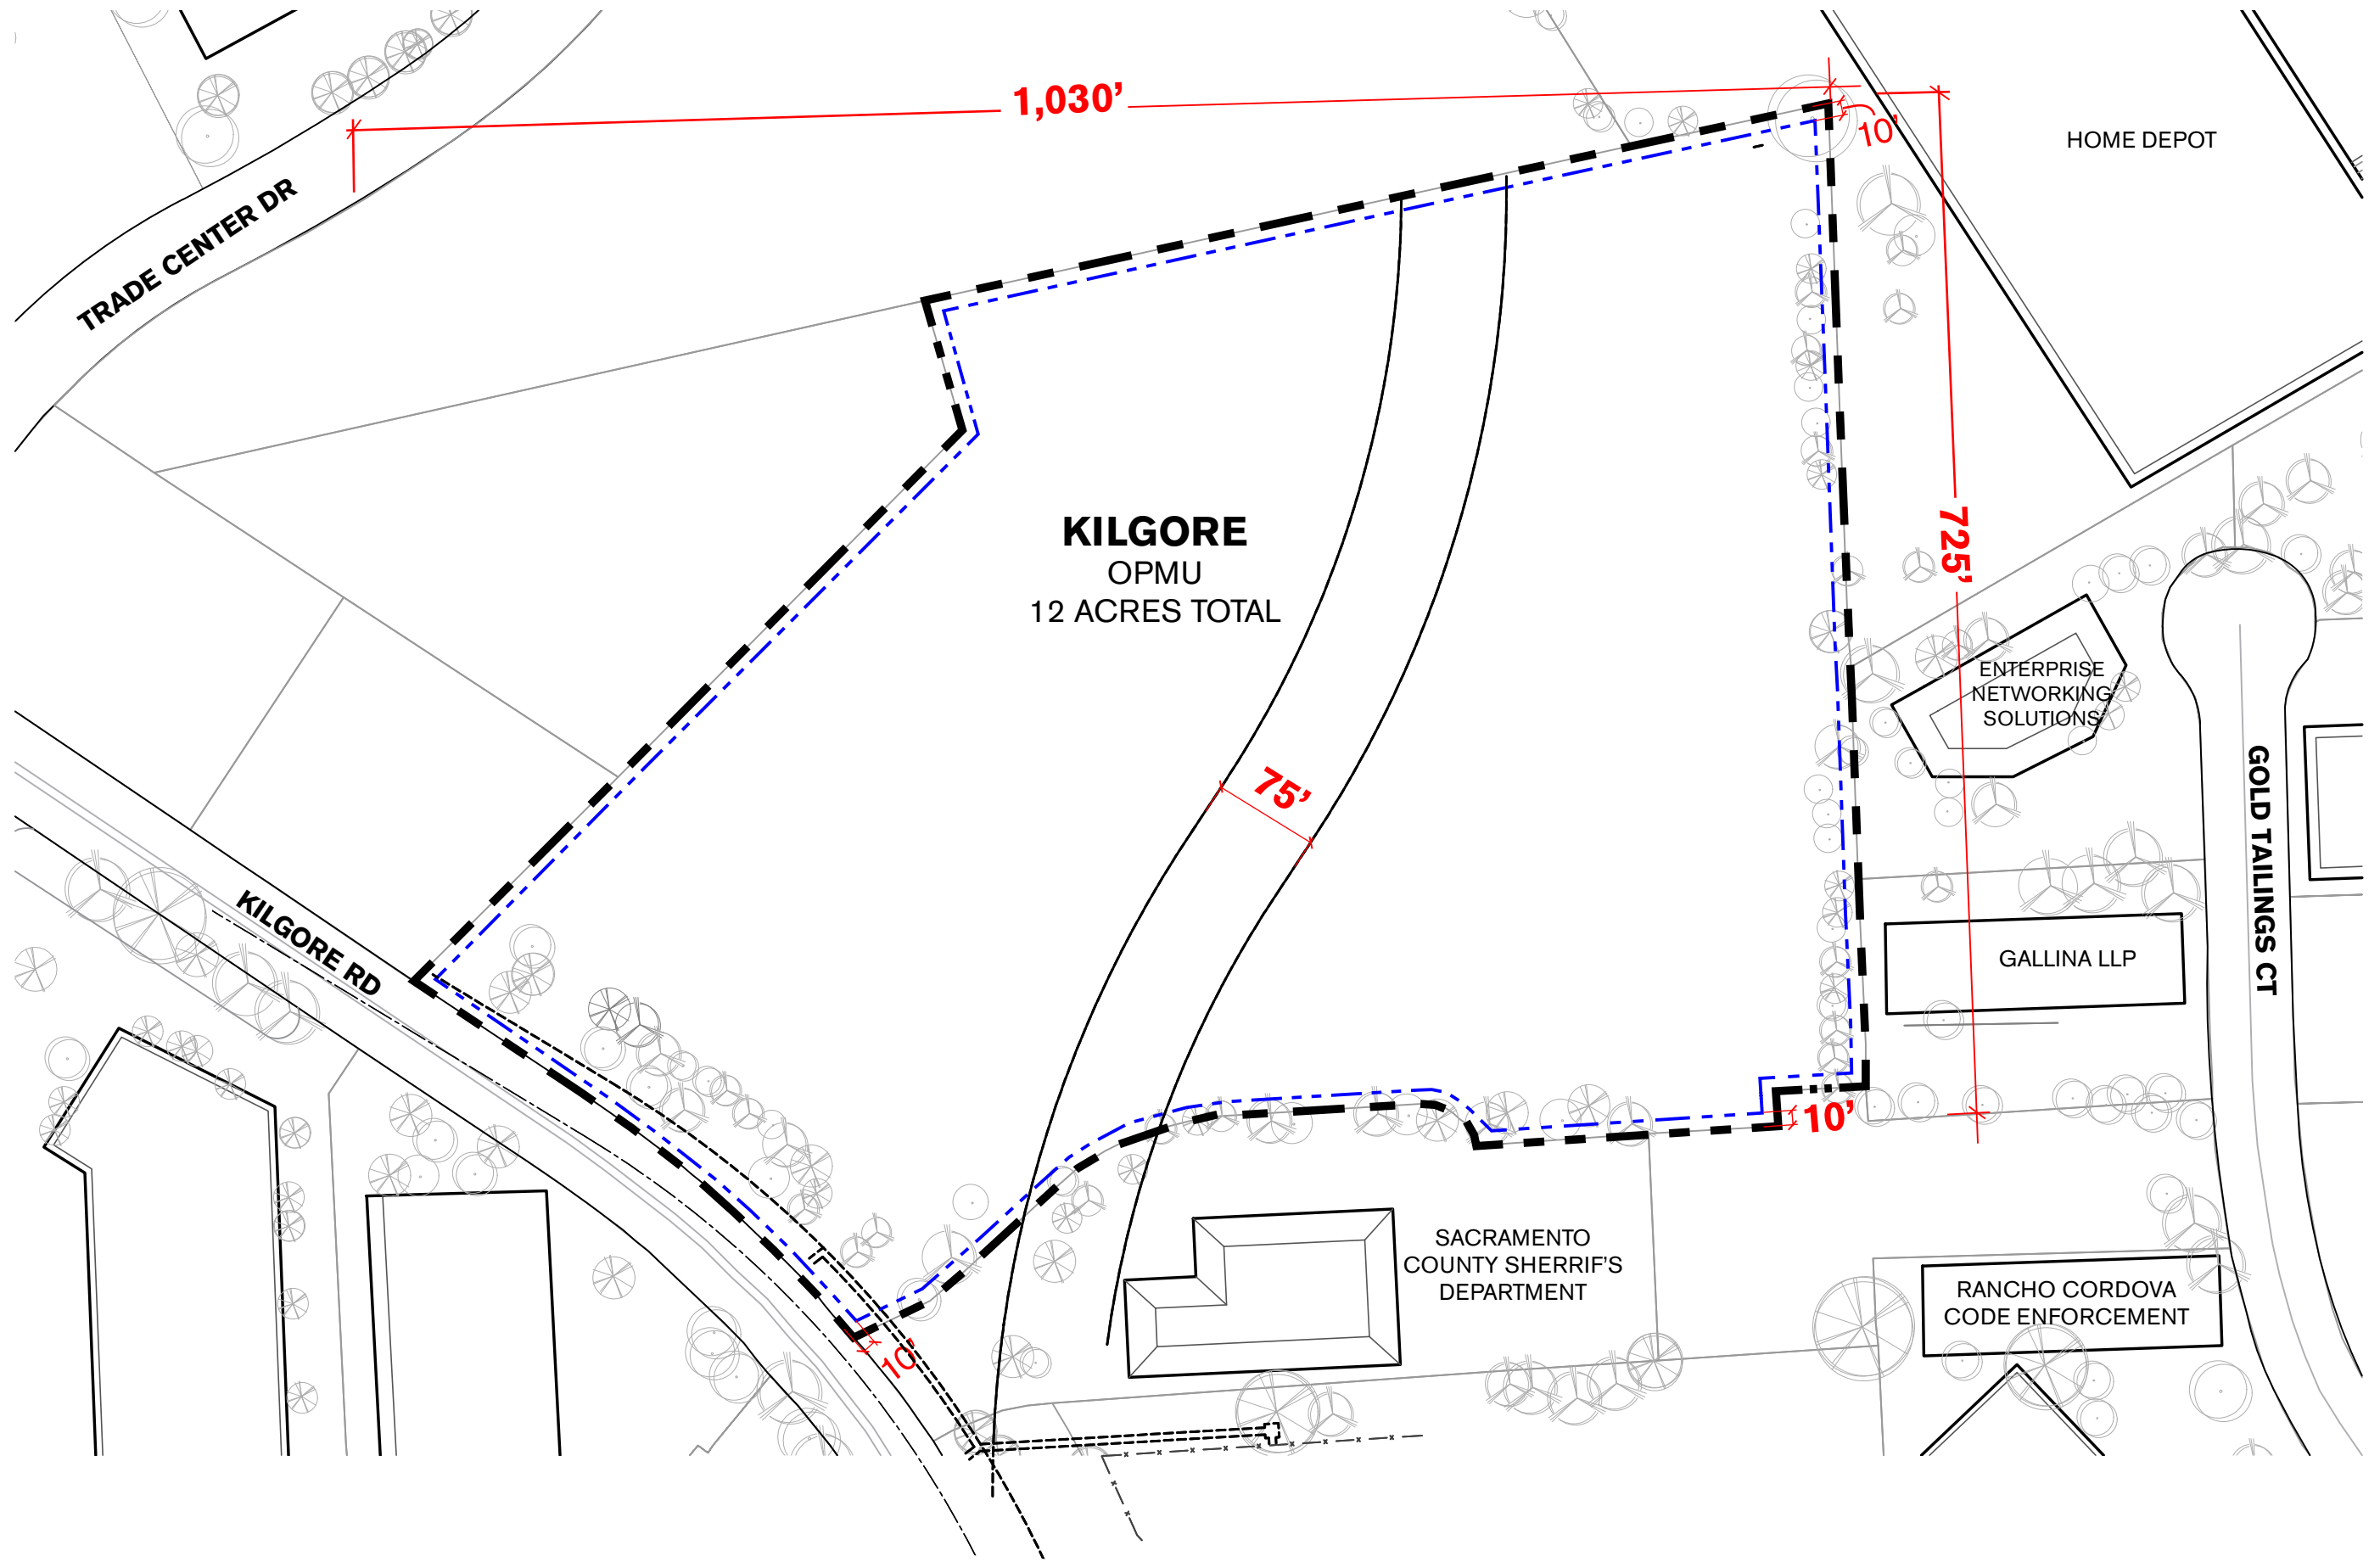 1,030’
10’
HOME DEPOT
TRADE CENTER DR
KILGORE
OPMU
12 ACRES TOTAL
725’
ENTERPRISE
NETWORKING
SOLUTIONS
75’
GOLD TAILINGS CT
KILGORE RD
GALLINA LLP
10’
SACRAMENTO
COUNTY SHERRIF’S
DEPARTMENT
RANCHO CORDOVA
CODE ENFORCEMENT
10’